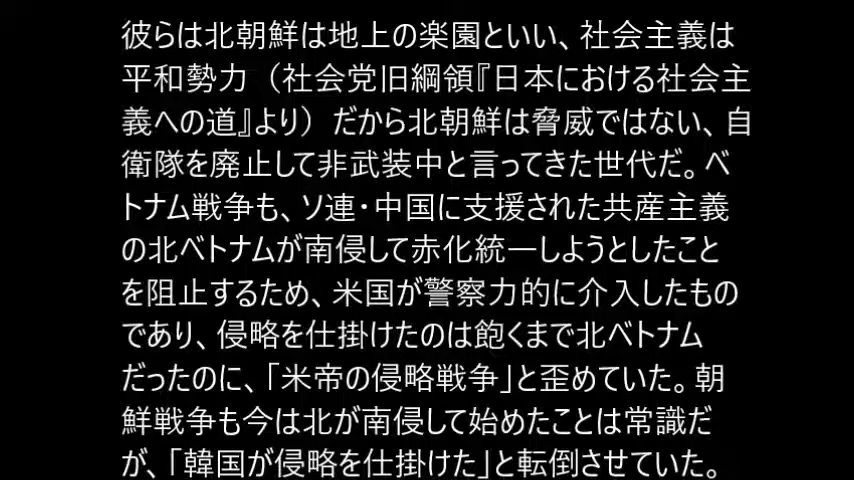 彼らは北朝鮮は地上の楽園といい、社会主義は
平和勢力（社会党旧綱領『日本における社会主
義への道』より）だから北朝鮮は脅威ではない、自
衛隊を廃止して非武装中と言ってきた世代だ。ベ
トナム戦争も、ソ連・中国に支援された共産主義
の北ベトナムが南侵して赤化統一しようとしたこと
を阻止するため、米国が警察力的に介入したもの
であり、侵略を仕掛けたのは飽くまで北ベトナム
だったのに、「米帝の侵略戦争」と歪めていた。朝
鮮戦争も今は北が南侵して始めたことは常識だ
が、「韓国が侵略を仕掛けた」と転倒させていた。